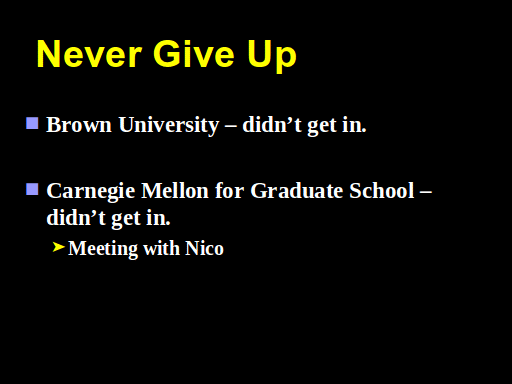 Never Give Up
Brown University – didn’t get in.
Carnegie Mellon for Graduate School –
didn’t get in.
Meeting with Nico